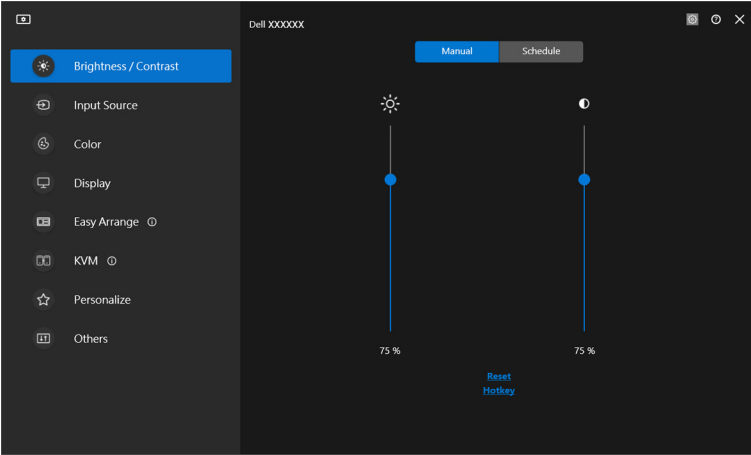 Dell XXXXXX
Manual
Schedule
Brightness / Contrast
Input Source
Color
Display
Easy Arrange
KVM
Personalize
Others
75 %
75 %
Reset
Hotkey